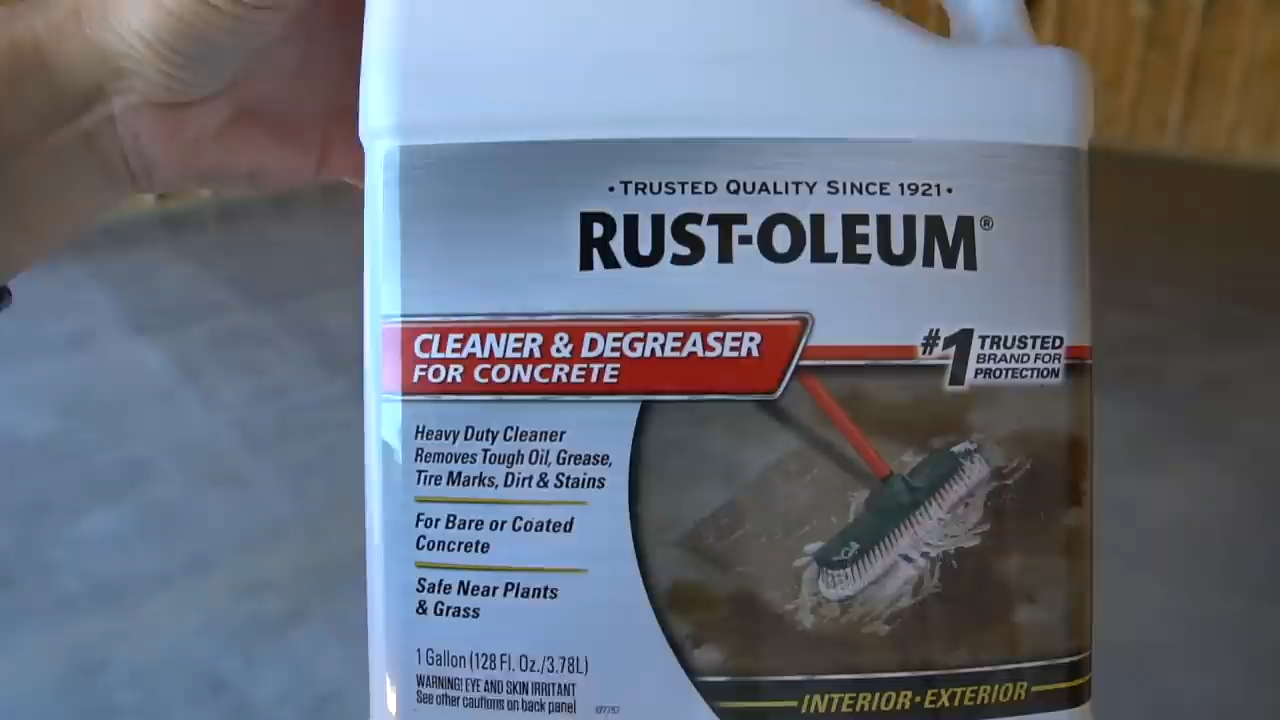 • TRUSTED QUALITY SINCE 1921 •
RUST-OLEUM®
CLEANER & DEGREASER
FOR CONCRETE
#1 TRUSTED
BRAND FOR
PROTECTION
Heavy Duty Cleaner
Removes Tough Oil, Grease,
Tire Marks, Dirt & Stains
For Bare or Coated
Concrete
Safe Near Plants
& Grass
1 Gallon (128 Fl. Oz./3.78L)
WARNING! EYE AND SKIN IRRITANT
See other cautions on back panel
INTERIOR • EXTERIOR